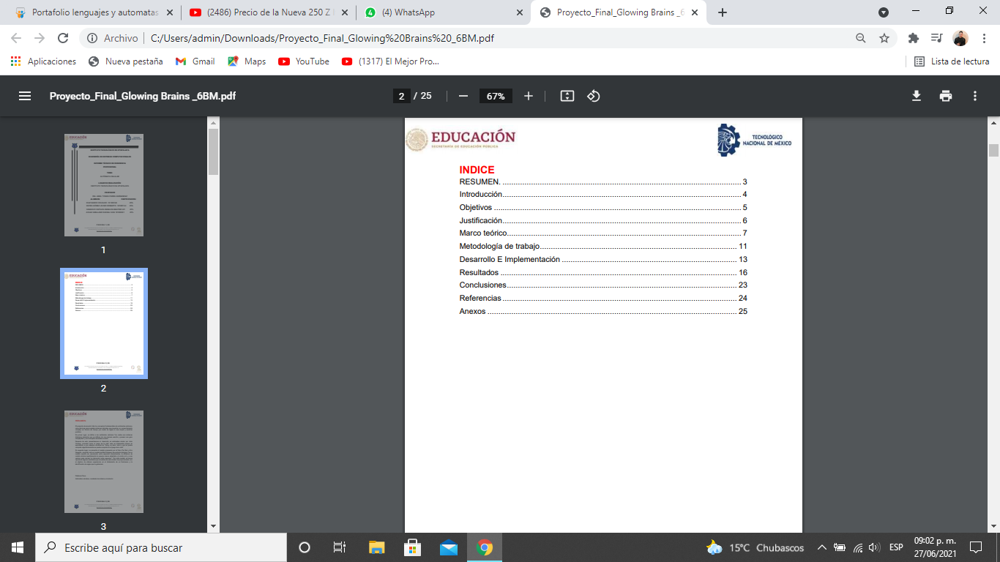 Portafolio lenguajes y automatas
(2486) Precio de la Nueva 250 Z
(4) WhatsApp
Proyecto_Final_Glowing Brains _6
Archivo
C:/Users/admin/Downloads/Proyecto_Final_Glowing%20Brains%20_6BM.pdf
Aplicaciones
Nueva pestaña
Gmail
Maps
YouTube
(1317) El Mejor Pro...
Lista de lectura
Proyecto_Final_Glowing Brains _6BM.pdf
2 / 25
67%
EDUCACIÓN
SECRETARÍA DE EDUCACIÓN PÚBLICA
TECNOLÓGICO
NACIONAL DE MÉXICO
INDICE
RESUMEN. .......... 3
Introducción .......... 4
Objetivos .......... 5
Justificación .......... 6
Marco teórico .......... 7
Metodología de trabajo .......... 11
Desarrollo E Implementación .......... 13
Resultados .......... 16
Conclusiones .......... 23
Referencias .......... 24
Anexos .......... 25
EDUCACIÓN
1
EDUCACIÓN
2
EDUCACIÓN
3
Escribe aquí para buscar
15°C Chubascos
ESP
09:02 p. m.
27/06/2021